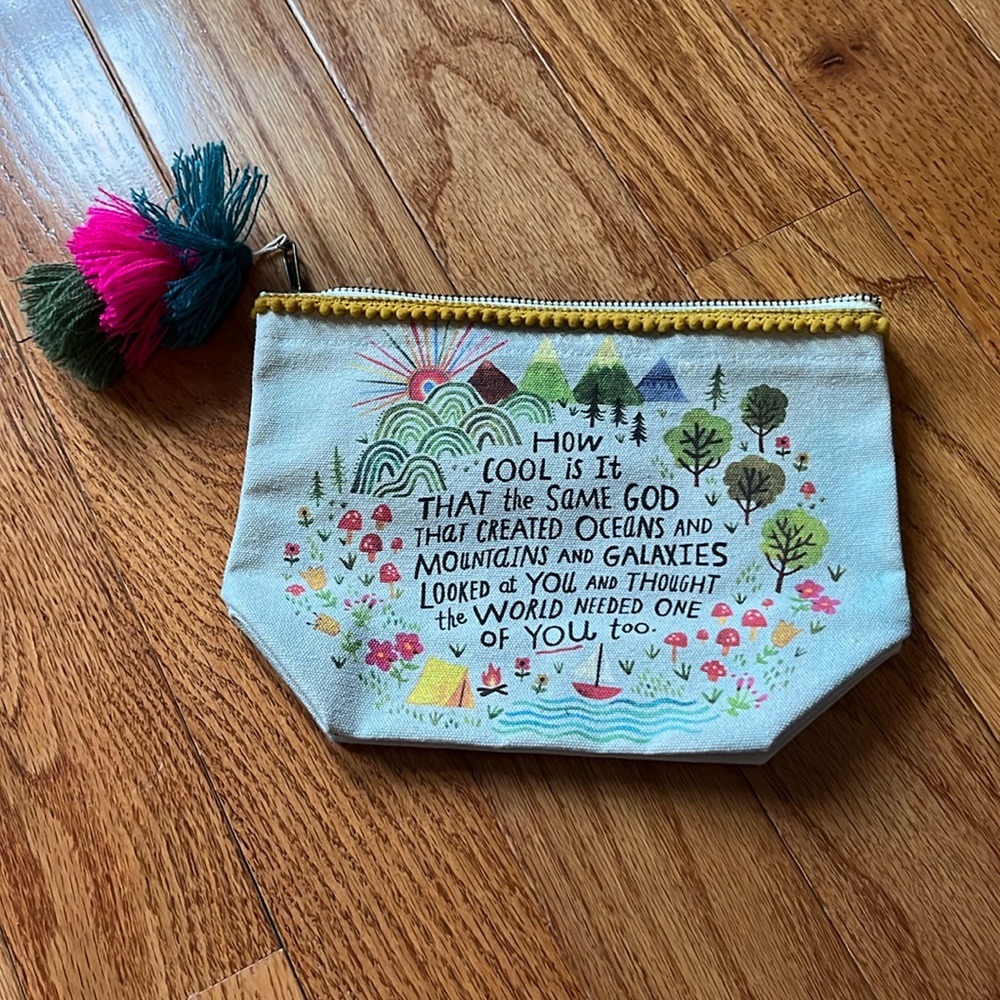 HOW
COOL is It
THAT the SAME GOD
THAT CREATED OCEANS AND
MOUNTAINS AND GALAXIES
LOOKED at YOU AND THOUGHT
the WORLD NEEDED ONE
OF YOU too.